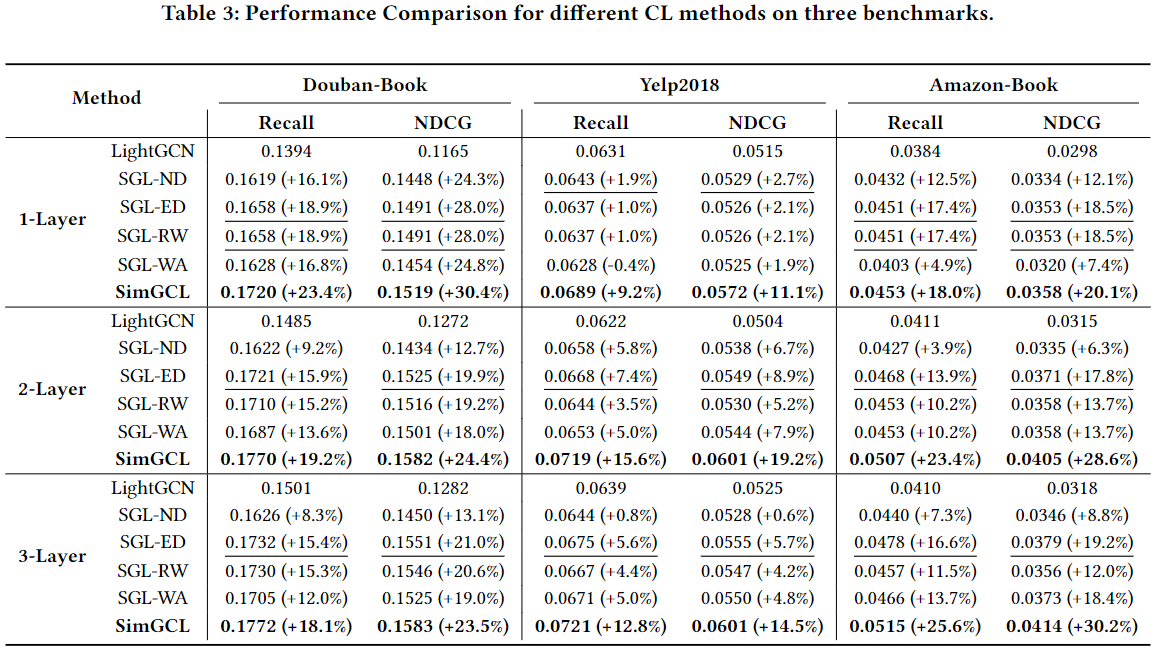 Table 3: Performance Comparison for different CL methods on three benchmarks.
Method Douban-Book Yelp2018 Amazon-Book
Recall NDCG Recall NDCG Recall NDCG
1-Layer
LightGCN 0.1394 0.1165 0.0631 0.0515 0.0384 0.0298
SGL-ND 0.1619 (+16.1%) 0.1448 (+24.3%) 0.0643 (+1.9%) 0.0529 (+2.7%) 0.0432 (+12.5%) 0.0334 (+12.1%)
SGL-ED 0.1658 (+18.9%) 0.1491 (+28.0%) 0.0637 (+1.0%) 0.0526 (+2.1%) 0.0451 (+17.4%) 0.0353 (+18.5%)
SGL-RW 0.1658 (+18.9%) 0.1491 (+28.0%) 0.0637 (+1.0%) 0.0526 (+2.1%) 0.0451 (+17.4%) 0.0353 (+18.5%)
SGL-WA 0.1628 (+16.8%) 0.1454 (+24.8%) 0.0628 (-0.4%) 0.0525 (+1.9%) 0.0403 (+4.9%) 0.0320 (+7.4%)
SimGCL 0.1720 (+23.4%) 0.1519 (+30.4%) 0.0689 (+9.2%) 0.0572 (+11.1%) 0.0453 (+18.0%) 0.0358 (+20.1%)
2-Layer
LightGCN 0.1485 0.1272 0.0622 0.0504 0.0411 0.0315
SGL-ND 0.1622 (+9.2%) 0.1434 (+12.7%) 0.0658 (+5.8%) 0.0538 (+6.7%) 0.0427 (+3.9%) 0.0335 (+6.3%)
SGL-ED 0.1721 (+15.9%) 0.1525 (+19.9%) 0.0668 (+7.4%) 0.0549 (+8.9%) 0.0468 (+13.9%) 0.0371 (+17.8%)
SGL-RW 0.1710 (+15.2%) 0.1516 (+19.2%) 0.0644 (+3.5%) 0.0530 (+5.2%) 0.0453 (+10.2%) 0.0358 (+13.7%)
SGL-WA 0.1687 (+13.6%) 0.1501 (+18.0%) 0.0653 (+5.0%) 0.0544 (+7.9%) 0.0453 (+10.2%) 0.0358 (+13.7%)
SimGCL 0.1770 (+19.2%) 0.1582 (+24.4%) 0.0719 (+15.6%) 0.0601 (+19.2%) 0.0507 (+23.4%) 0.0405 (+28.6%)
3-Layer
LightGCN 0.1501 0.1282 0.0639 0.0525 0.0410 0.0318
SGL-ND 0.1626 (+8.3%) 0.1450 (+13.1%) 0.0644 (+0.8%) 0.0528 (+0.6%) 0.0440 (+7.3%) 0.0346 (+8.8%)
SGL-ED 0.1732 (+15.4%) 0.1551 (+21.0%) 0.0675 (+5.6%) 0.0555 (+5.7%) 0.0478 (+16.6%) 0.0379 (+19.2%)
SGL-RW 0.1730 (+15.3%) 0.1546 (+20.6%) 0.0667 (+4.4%) 0.0547 (+4.2%) 0.0457 (+11.5%) 0.0356 (+12.0%)
SGL-WA 0.1705 (+12.0%) 0.1525 (+19.0%) 0.0671 (+5.0%) 0.0550 (+4.8%) 0.0466 (+13.7%) 0.0373 (+18.4%)
SimGCL 0.1772 (+18.1%) 0.1583 (+23.5%) 0.0721 (+12.8%) 0.0601 (+14.5%) 0.0515 (+25.6%) 0.0414 (+30.2%)